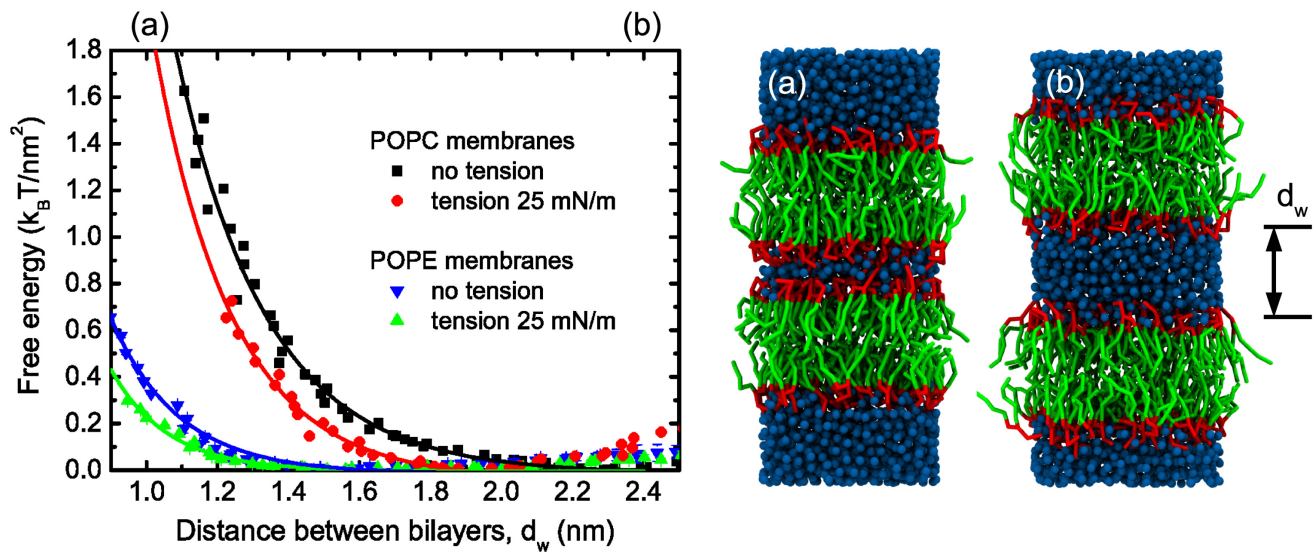 (a) (b)
1.8
1.6
1.4
1.2
1.0
0.8
0.6
0.4
0.2
0.0
Free energy (k_BT/nm²)
POPC membranes
no tension
tension 25 mN/m
POPE membranes
no tension
tension 25 mN/m
1.0 1.2 1.4 1.6 1.8 2.0 2.2 2.4
Distance between bilayers, d_w (nm)
(a)
(b)
d_w